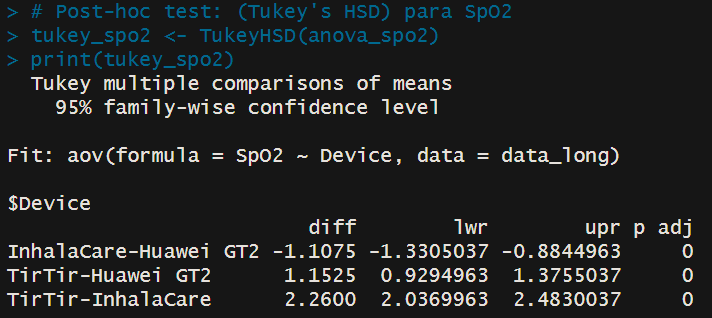 > # Post-hoc test: (Tukey's HSD) para SpO2
> tukey_spo2 <- TukeyHSD(anova_spo2)
> print(tukey_spo2)
  Tukey multiple comparisons of means
    95% family-wise confidence level

Fit: aov(formula = SpO2 ~ Device, data = data_long)

$Device
                         diff        lwr        upr p adj
InhalaCare-Huawei GT2 -1.1075 -1.3305037 -0.8844963     0
TirTir-Huawei GT2      1.1525  0.9294963  1.3755037     0
TirTir-InhalaCare      2.2600  2.0369963  2.4830037     0